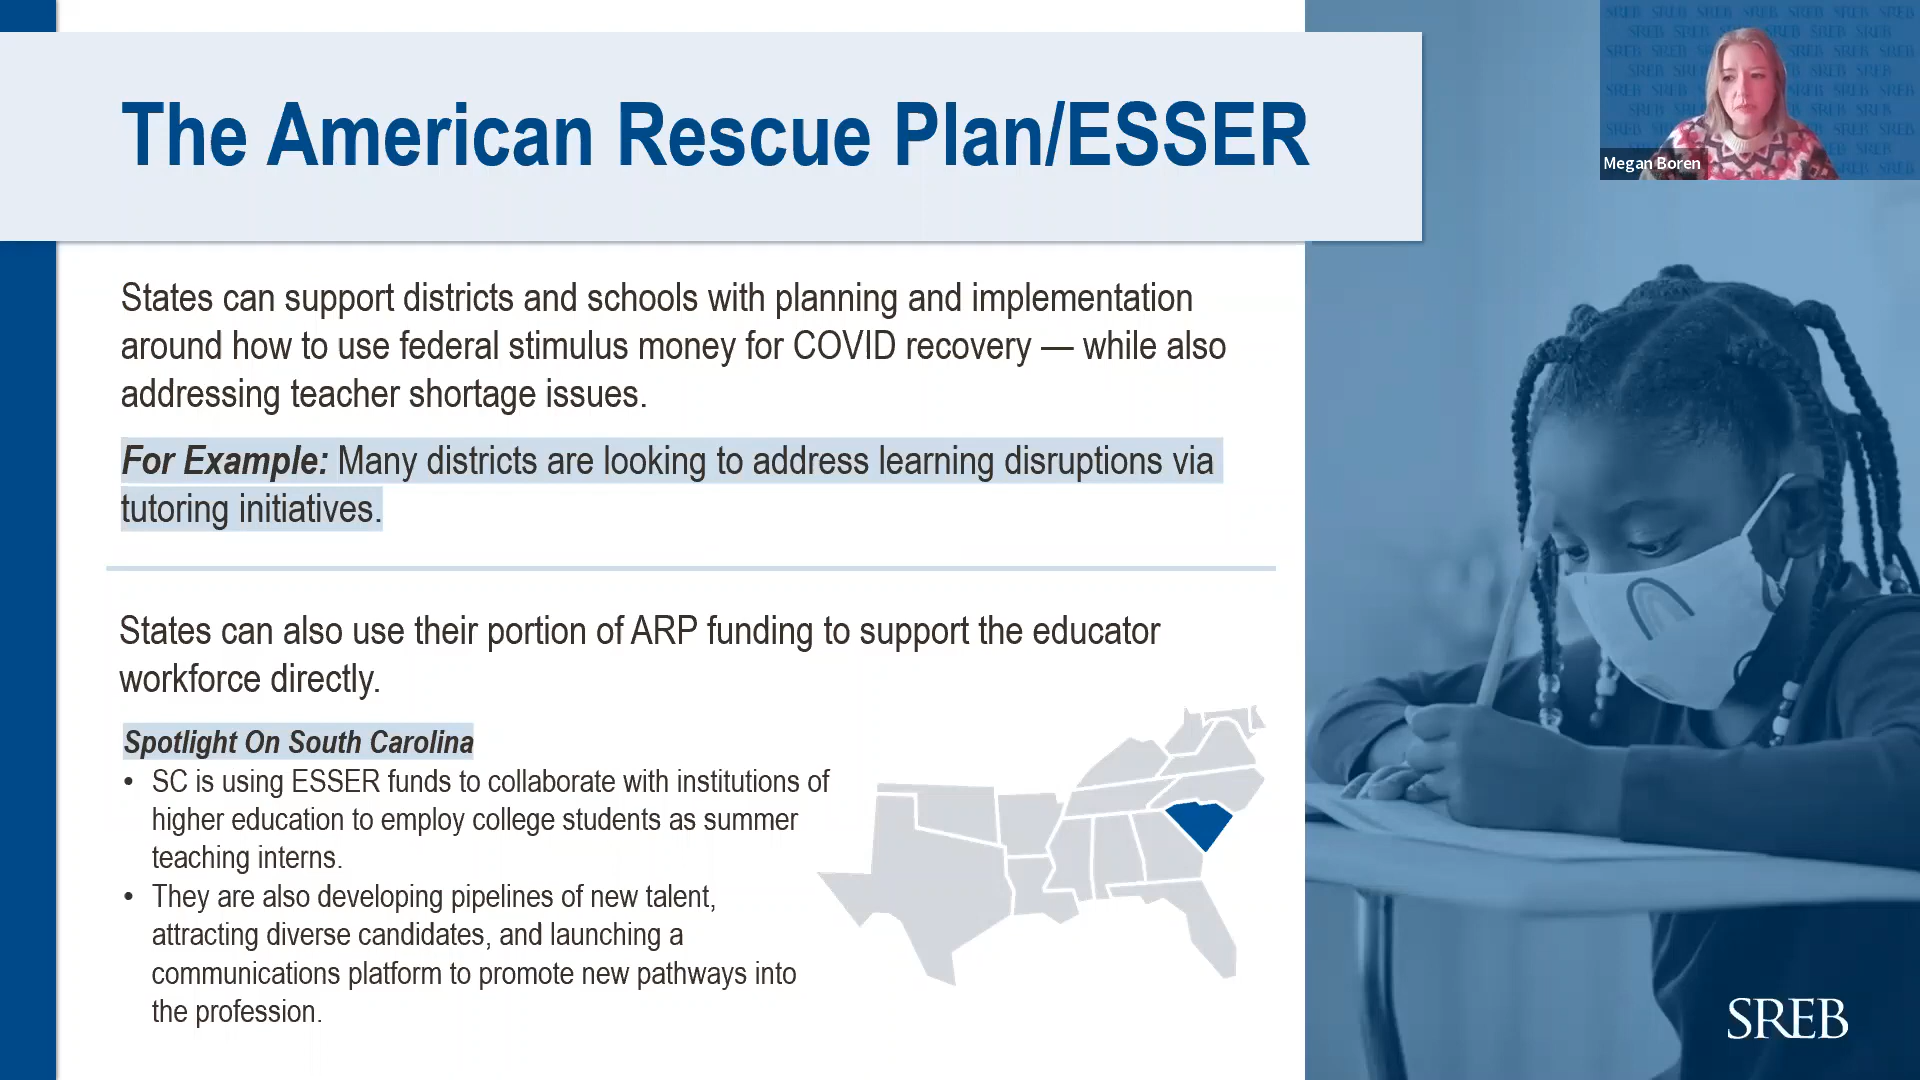 The American Rescue Plan/ESSER
Megan Boren
States can support districts and schools with planning and implementation
around how to use federal stimulus money for COVID recovery — while also
addressing teacher shortage issues.
For Example: Many districts are looking to address learning disruptions via
tutoring initiatives.
States can also use their portion of ARP funding to support the educator
workforce directly.
Spotlight On South Carolina
• SC is using ESSER funds to collaborate with institutions of
higher education to employ college students as summer
teaching interns.
• They are also developing pipelines of new talent,
attracting diverse candidates, and launching a
communications platform to promote new pathways into
the profession.
SREB